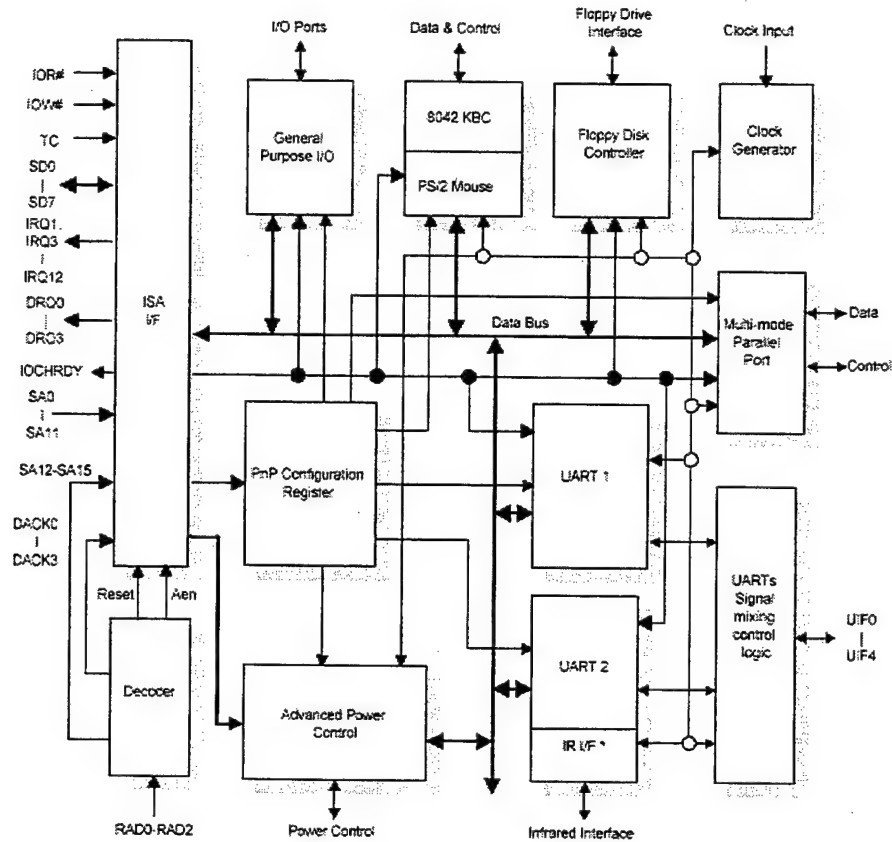 I/O Ports
Data & Control
Floppy Drive
Interface
Clock Input
IOR#
IOW#
TC
SD0
|
SD7
IRQ1,
IRQ3
|
IRQ12
DRQ0
|
DRQ3
IOCHRDY
SA0
|
SA11
SA12-SA15
DACK0
|
DACK3
ISA
I/F
General
Purpose I/O
8042 KBC
PS/2 Mouse
Floppy Disk
Controller
Clock
Generator
Data Bus
Multi-mode
Parallel
Port
Data
Control
PnP Configuration
Register
UART 1
Reset
Aen
Decoder
Advanced Power
Control
UART 2
IR I/F *
UARTs
Signal
mixing
control
logic
UIF0
|
UIF4
RAD0-RAD2
Power Control
Infrared Interface